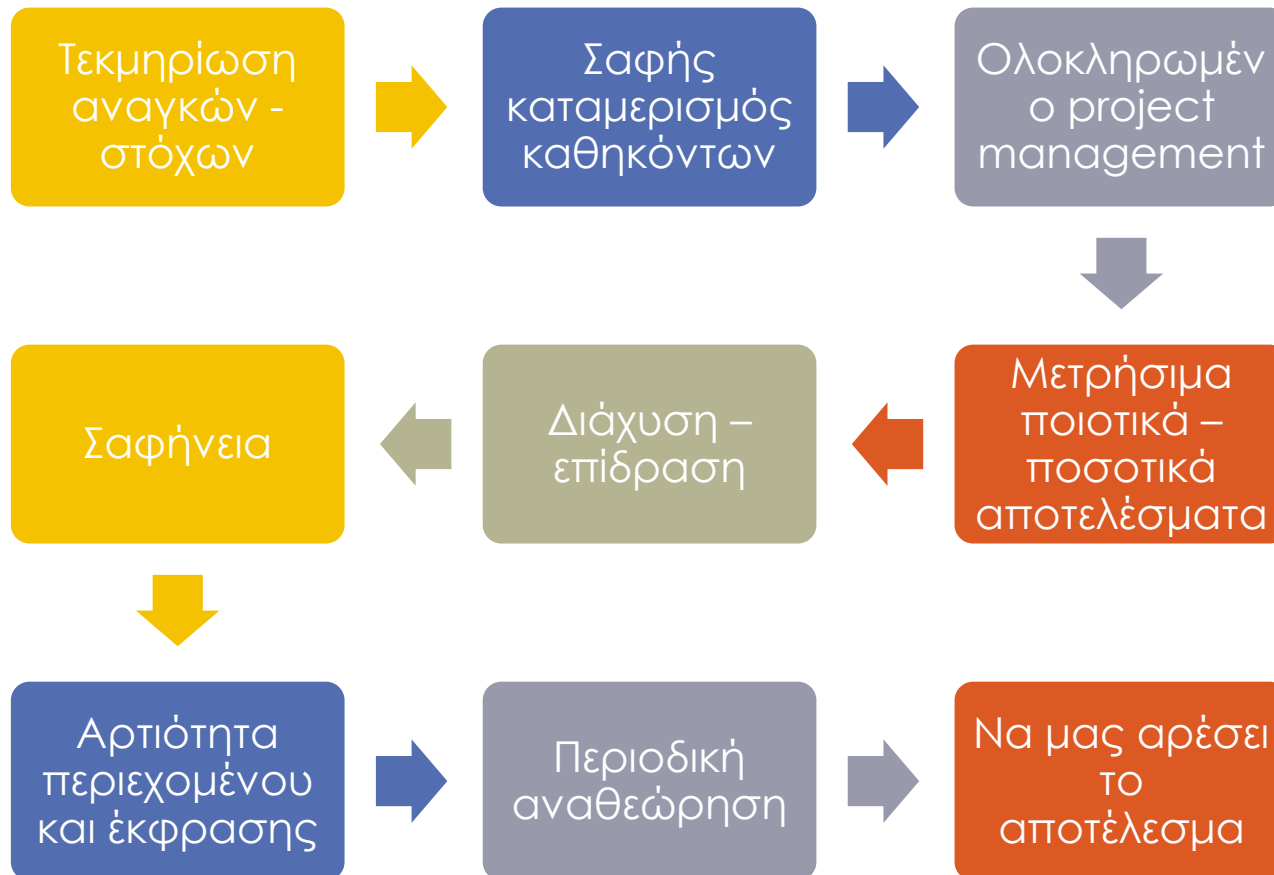 Τεκμηρίωση
αναγκών -
στόχων
Σαφής
καταμερισμός
καθηκόντων
Ολοκληρωμέν
ο project
management
Μετρήσιμα
ποιοτικά –
ποσοτικά
αποτελέσματα
Διάχυση –
επίδραση
Σαφήνεια
Αρτιότητα
περιεχομένου
και έκφρασης
Περιοδική
αναθεώρηση
Να μας αρέσει
το
αποτέλεσμα